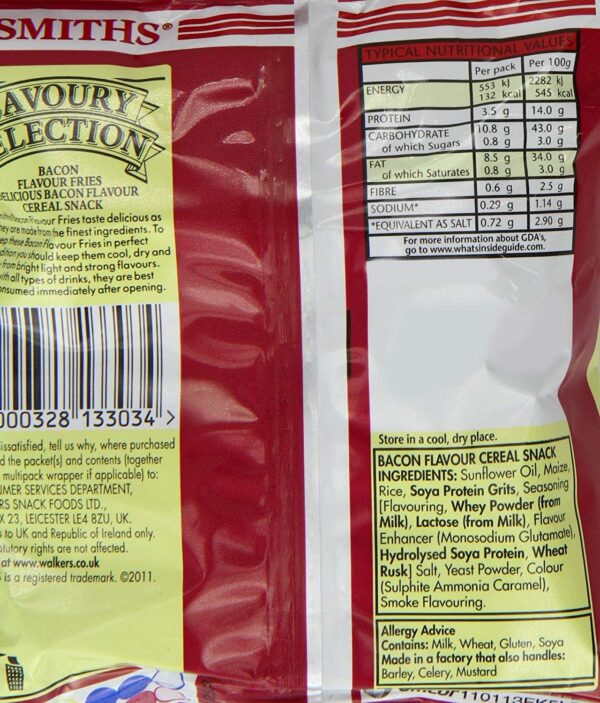 SMITHS®
SAVOURY
SELECTION
BACON
FLAVOUR FRIES
DELICIOUS BACON FLAVOUR
CEREAL SNACK
Flavour Fries taste delicious as
they are made from the finest ingredients. To
keep these Bacon Flavour Fries in perfect
condition you should keep them cool, dry and
from bright light and strong flavours.
with all types of drinks, they are best
consumed immediately after opening.
000328 133034 >
dissatisfied, tell us why, where purchased
the packet(s) and contents (together
multipack wrapper if applicable) to:
SERVICES DEPARTMENT,
SNACK FOODS LTD.,
X 23, LEICESTER LE4 8ZU, UK.
to UK and Republic of Ireland only.
statutory rights are not affected.
at www.walkers.co.uk
is a registered trademark. ©2011.
TYPICAL NUTRITIONAL VALUES
Per pack Per 100g
ENERGY 553 kJ 2282 kJ
132 kcal 545 kcal
PROTEIN 3.5 g 14.0 g
CARBOHYDRATE 10.8 g 43.0 g
of which Sugars 0.8 g 3.0 g
FAT 8.5 g 34.0 g
of which Saturates 0.8 g 3.0 g
FIBRE 0.6 g 2.5 g
SODIUM* 0.29 g 1.14 g
*EQUIVALENT AS SALT 0.72 g 2.90 g
For more information about GDA's,
go to www.whatsinsideguide.com.
Store in a cool, dry place.
BACON FLAVOUR CEREAL SNACK
INGREDIENTS: Sunflower Oil, Maize,
Rice, Soya Protein Grits, Seasoning
[Flavouring, Whey Powder (from
Milk), Lactose (from Milk), Flavour
Enhancer (Monosodium Glutamate),
Hydrolysed Soya Protein, Wheat
Rusk] Salt, Yeast Powder, Colour
(Sulphite Ammonia Caramel),
Smoke Flavouring.
Allergy Advice
Contains: Milk, Wheat, Gluten, Soya
Made in a factory that also handles:
Barley, Celery, Mustard